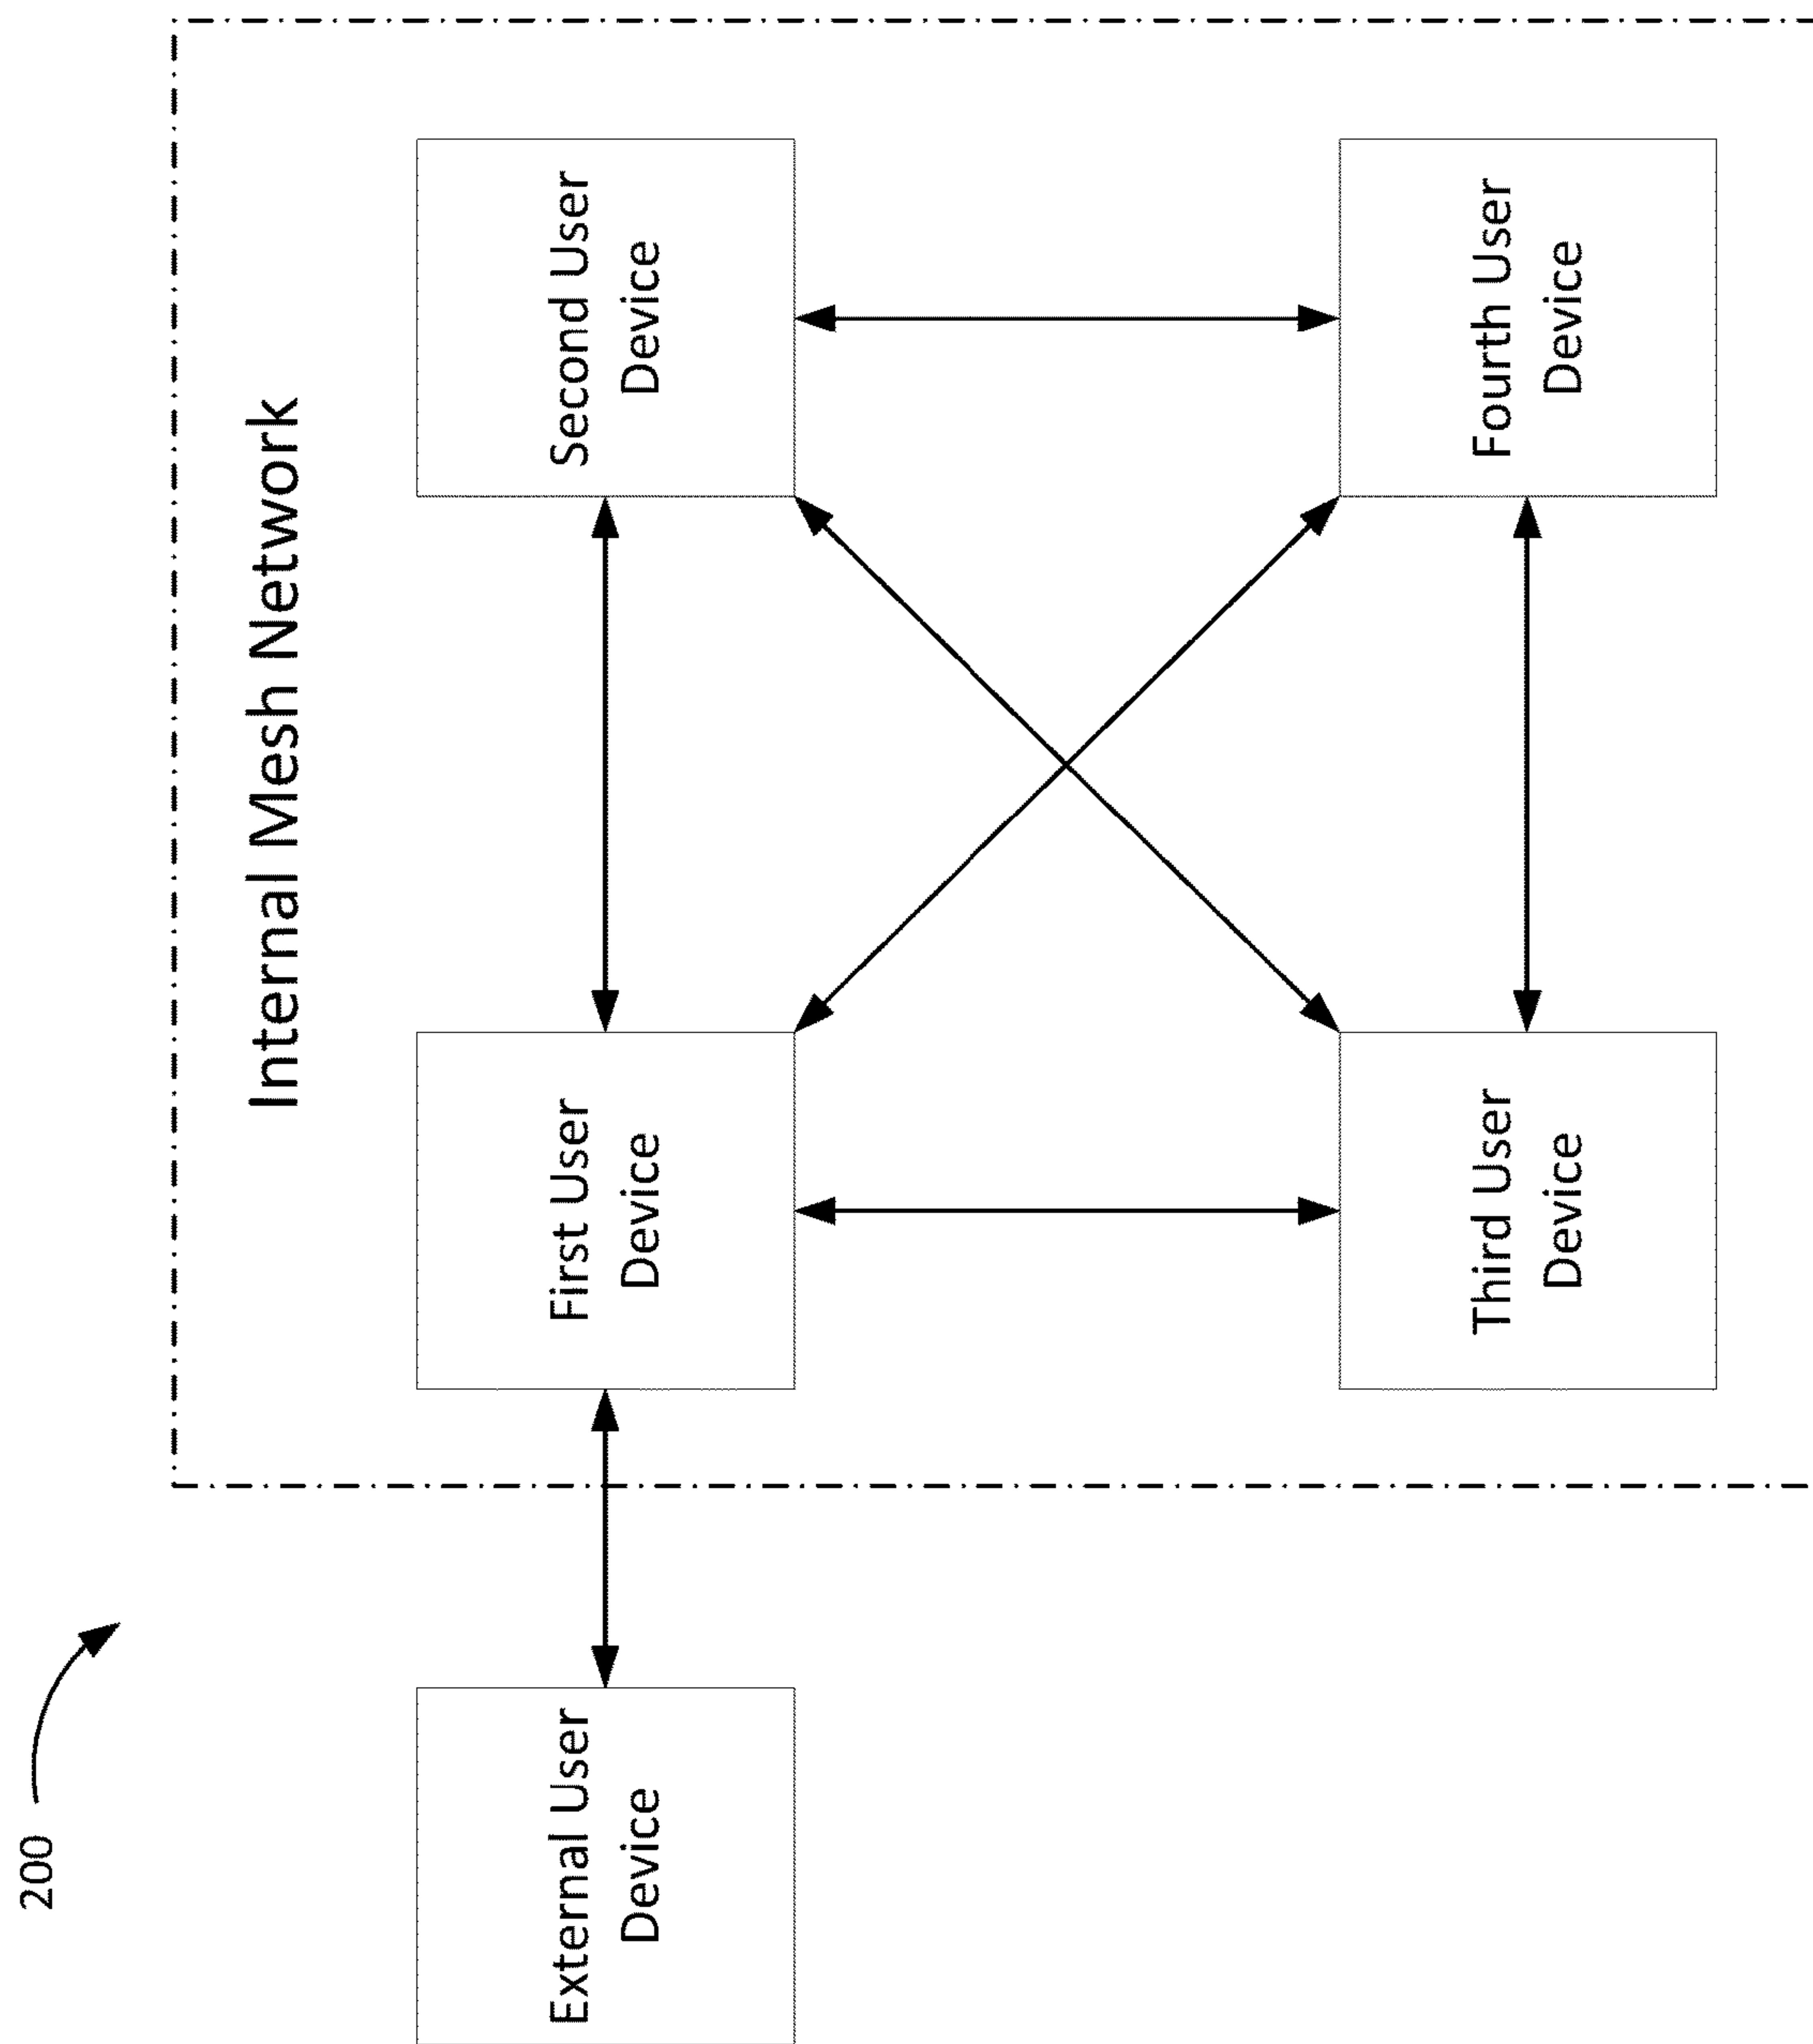 200
Internal Mesh Network
External User
Device
First User
Device
Second User
Device
Third User
Device
Fourth User
Device